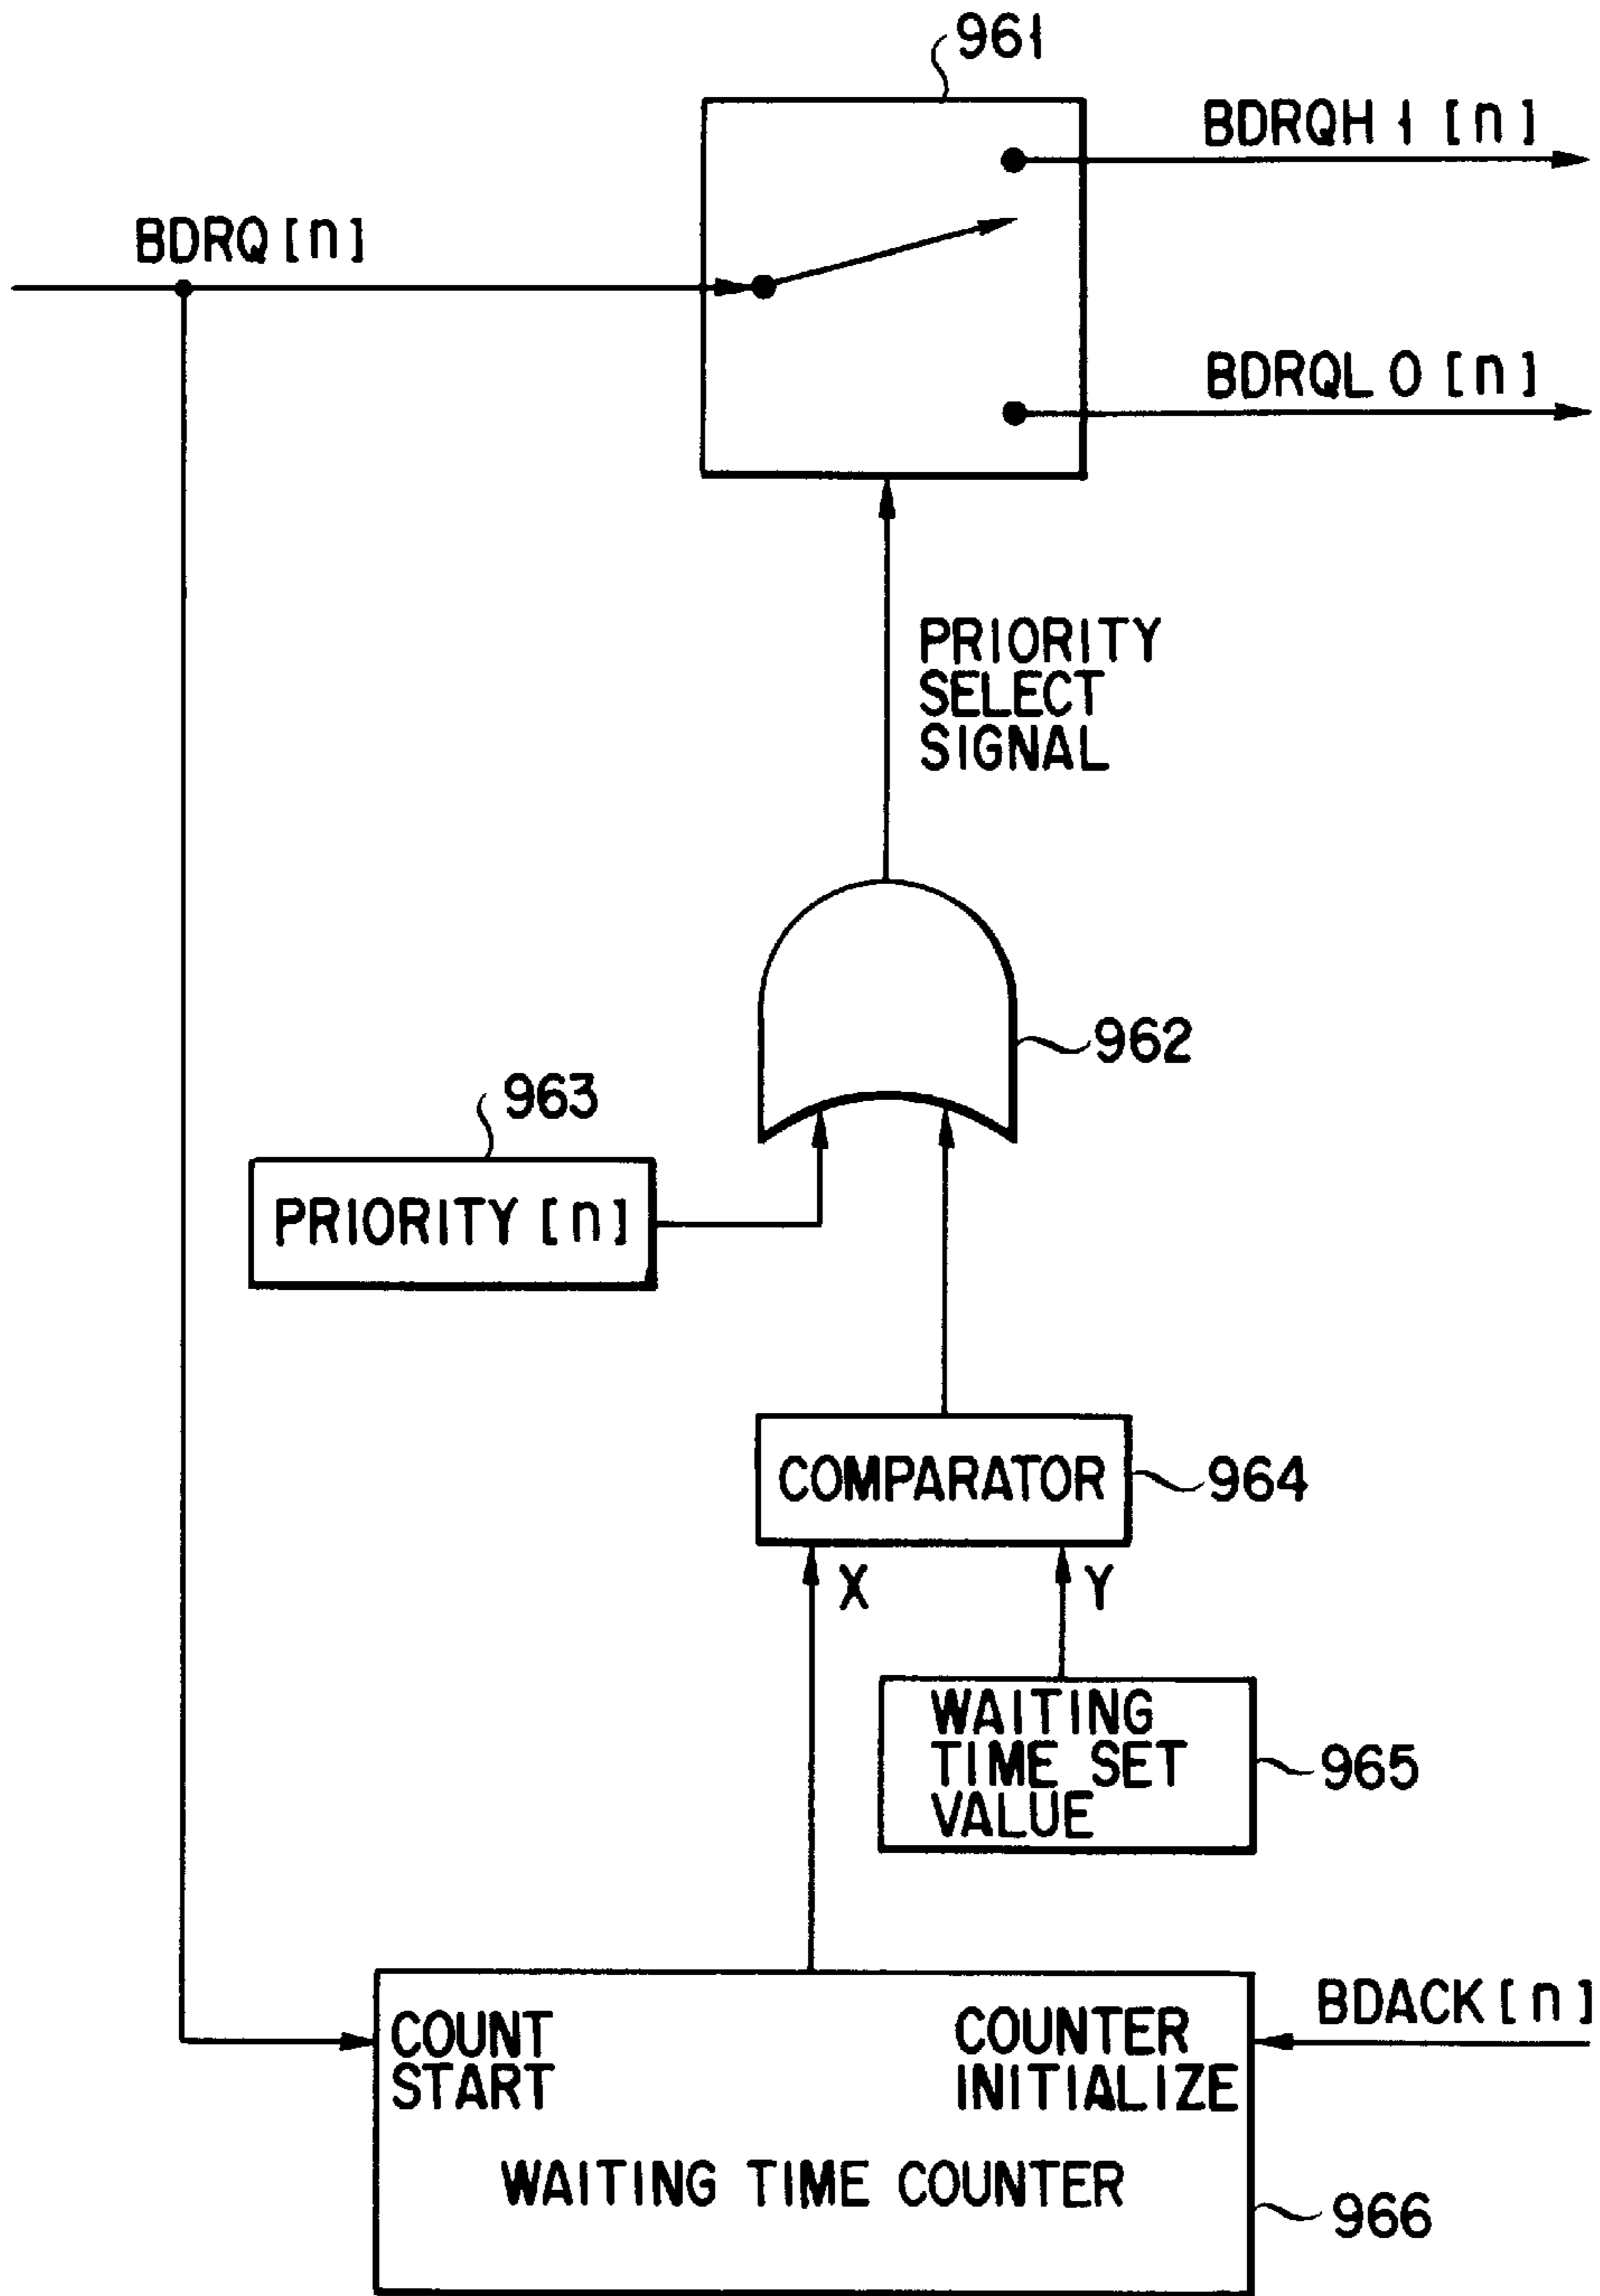 961
BDRQH1 [n]
BDRQ[n]
BDRQL0 [n]
PRIORITY
SELECT
SIGNAL
962
963
PRIORITY [n]
COMPARATOR
964
X
Y
WAITING
TIME SET
VALUE
965
BDACK[n]
COUNT
START
COUNTER
INITIALIZE
WAITING TIME COUNTER
966